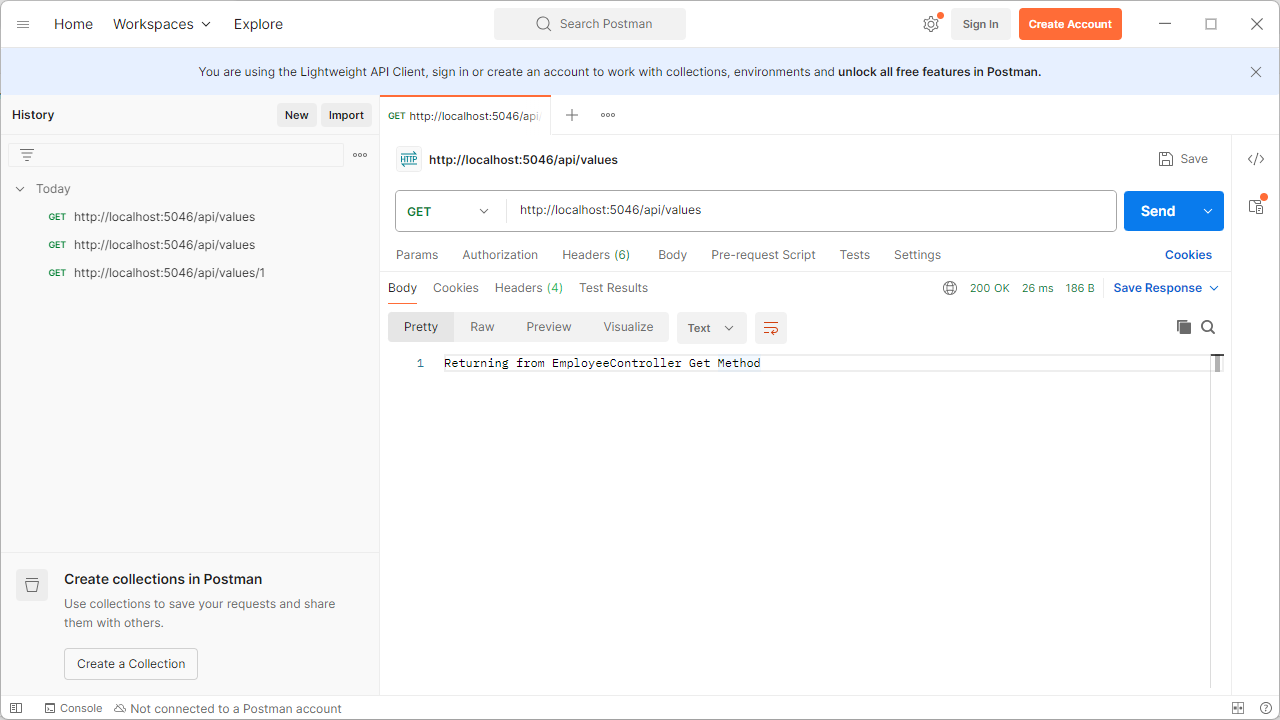 Home Workspaces Explore Search Postman Sign In Create Account
You are using the Lightweight API Client, sign in or create an account to work with collections, environments and unlock all free features in Postman.
History New Import
GET http://localhost:5046/api/
HTTP http://localhost:5046/api/values Save
Today
GET http://localhost:5046/api/values
GET http://localhost:5046/api/values
GET http://localhost:5046/api/values/1
GET http://localhost:5046/api/values Send
Params Authorization Headers (6) Body Pre-request Script Tests Settings Cookies
Body Cookies Headers (4) Test Results 200 OK 26 ms 186 B Save Response
Pretty Raw Preview Visualize Text
1 Returning from EmployeeController Get Method
Create collections in Postman
Use collections to save your requests and share
them with others.
Create a Collection
Console Not connected to a Postman account